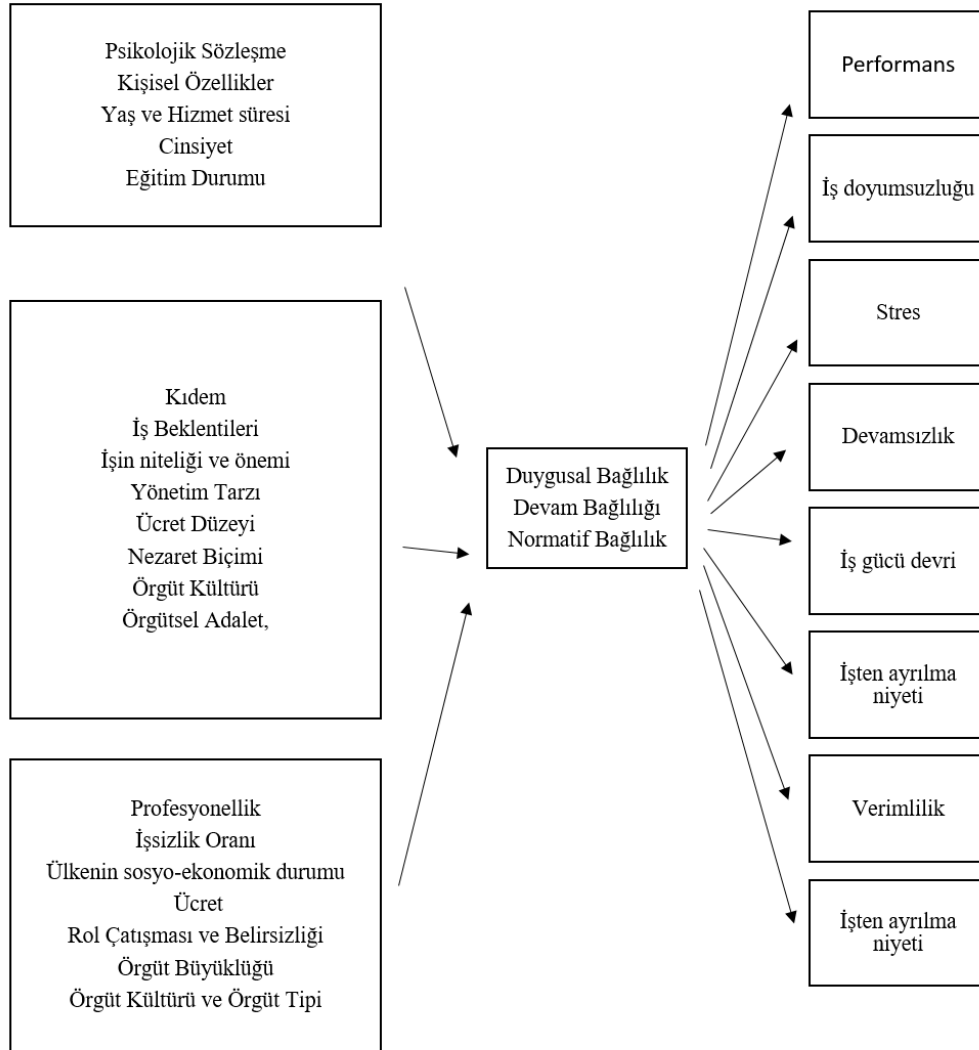 Psikolojik Sözleşme
Kişisel Özellikler
Yaş ve Hizmet süresi
Cinsiyet
Eğitim Durumu
Kıdem
İş Beklentileri
İşin niteliği ve önemi
Yönetim Tarzı
Ücret Düzeyi
Nezaret Biçimi
Örgüt Kültürü
Örgütsel Adalet,
Profesyonellik
İşsizlik Oranı
Ülkenin sosyo-ekonomik durumu
Ücret
Rol Çatışması ve Belirsizliği
Örgüt Büyüklüğü
Örgüt Kültürü ve Örgüt Tipi
Duygusal Bağlılık
Devam Bağlılığı
Normatif Bağlılık
Performans
İş doyumsuzluğu
Stres
Devamsızlık
İş gücü devri
İşten ayrılma
niyeti
Verimlilik
İşten ayrılma
niyeti